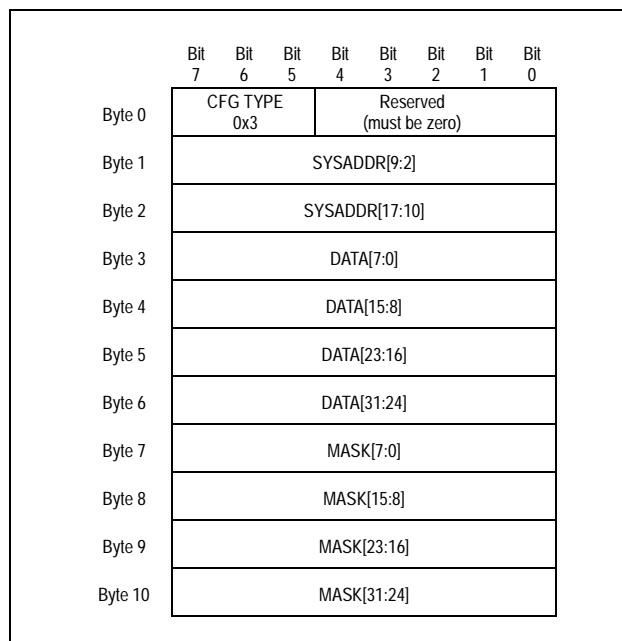 Bit Bit Bit Bit Bit Bit Bit Bit
7 6 5 4 3 2 1 0
Byte 0 CFG TYPE Reserved
0x3 (must be zero)
Byte 1 SYSADDR[9:2]
Byte 2 SYSADDR[17:10]
Byte 3 DATA[7:0]
Byte 4 DATA[15:8]
Byte 5 DATA[23:16]
Byte 6 DATA[31:24]
Byte 7 MASK[7:0]
Byte 8 MASK[15:8]
Byte 9 MASK[23:16]
Byte 10 MASK[31:24]